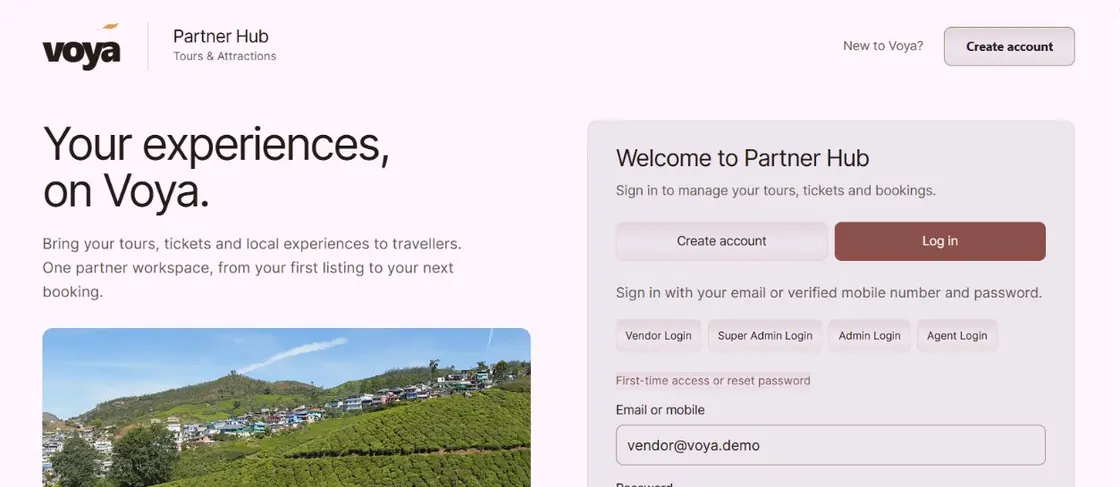 voya
Partner Hub
Tours & Attractions
New to Voya?
Create account
Your experiences,
on Voya.
Bring your tours, tickets and local experiences to travellers.
One partner workspace, from your first listing to your next
booking.
Welcome to Partner Hub
Sign in to manage your tours, tickets and bookings.
Create account
Log in
Sign in with your email or verified mobile number and password.
Vendor Login
Super Admin Login
Admin Login
Agent Login
First-time access or reset password
Email or mobile
vendor@voya.demo
Password